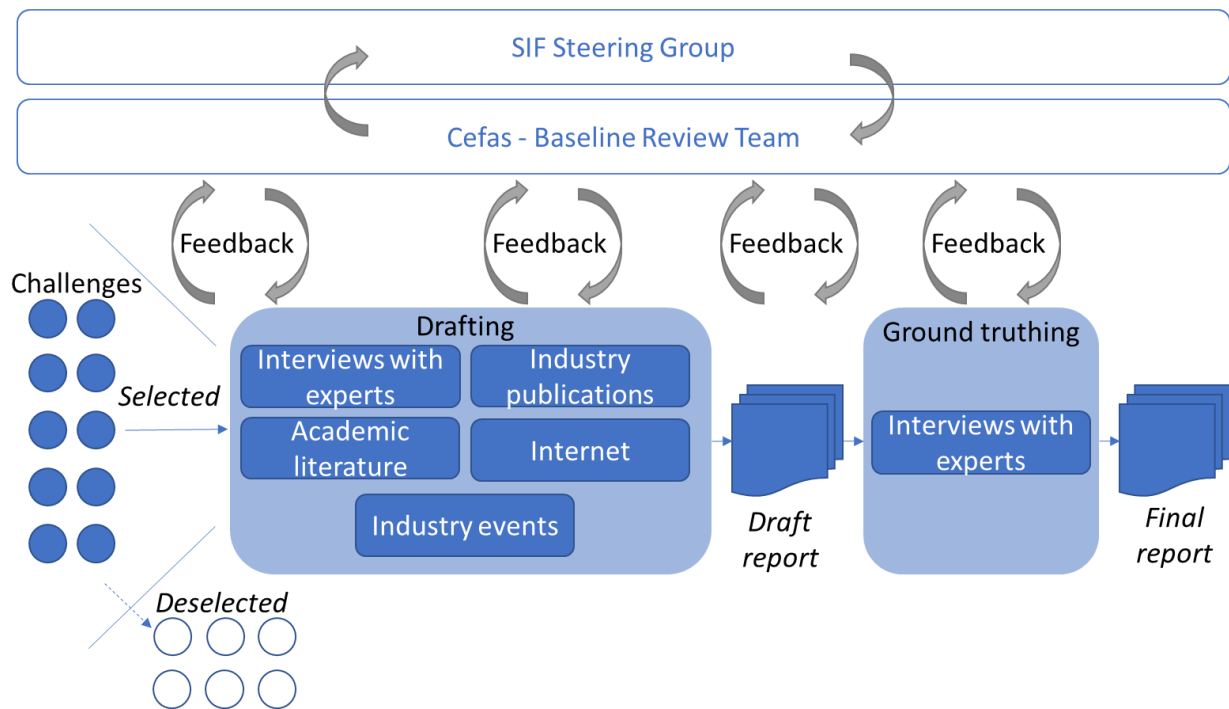 SIF Steering Group
Cefas - Baseline Review Team
Feedback
Feedback
Feedback
Feedback
Challenges
Selected
Deselected
Drafting
Interviews with
experts
Industry
publications
Academic
literature
Internet
Industry events
Draft
report
Ground truthing
Interviews with
experts
Final
report